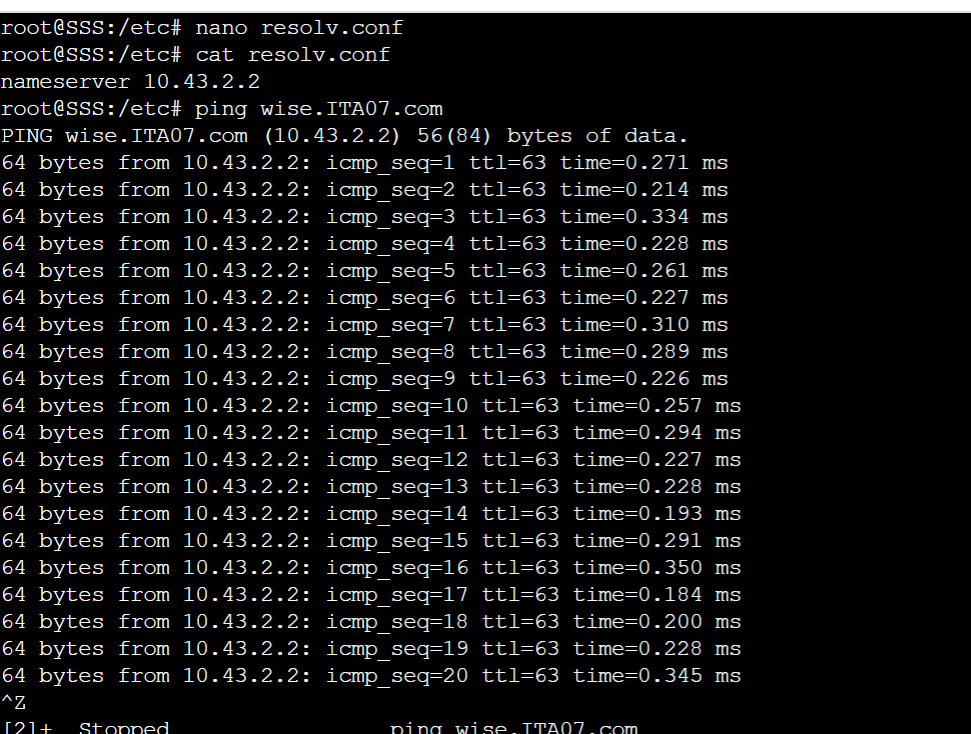 root@SSS:/etc# nano resolv.conf
root@SSS:/etc# cat resolv.conf
nameserver 10.43.2.2
root@SSS:/etc# ping wise.ITA07.com
PING wise.ITA07.com (10.43.2.2) 56(84) bytes of data.
64 bytes from 10.43.2.2: icmp_seq=1 ttl=63 time=0.271 ms
64 bytes from 10.43.2.2: icmp_seq=2 ttl=63 time=0.214 ms
64 bytes from 10.43.2.2: icmp_seq=3 ttl=63 time=0.334 ms
64 bytes from 10.43.2.2: icmp_seq=4 ttl=63 time=0.228 ms
64 bytes from 10.43.2.2: icmp_seq=5 ttl=63 time=0.261 ms
64 bytes from 10.43.2.2: icmp_seq=6 ttl=63 time=0.227 ms
64 bytes from 10.43.2.2: icmp_seq=7 ttl=63 time=0.310 ms
64 bytes from 10.43.2.2: icmp_seq=8 ttl=63 time=0.289 ms
64 bytes from 10.43.2.2: icmp_seq=9 ttl=63 time=0.226 ms
64 bytes from 10.43.2.2: icmp_seq=10 ttl=63 time=0.257 ms
64 bytes from 10.43.2.2: icmp_seq=11 ttl=63 time=0.294 ms
64 bytes from 10.43.2.2: icmp_seq=12 ttl=63 time=0.227 ms
64 bytes from 10.43.2.2: icmp_seq=13 ttl=63 time=0.228 ms
64 bytes from 10.43.2.2: icmp_seq=14 ttl=63 time=0.193 ms
64 bytes from 10.43.2.2: icmp_seq=15 ttl=63 time=0.291 ms
64 bytes from 10.43.2.2: icmp_seq=16 ttl=63 time=0.350 ms
64 bytes from 10.43.2.2: icmp_seq=17 ttl=63 time=0.184 ms
64 bytes from 10.43.2.2: icmp_seq=18 ttl=63 time=0.200 ms
64 bytes from 10.43.2.2: icmp_seq=19 ttl=63 time=0.228 ms
64 bytes from 10.43.2.2: icmp_seq=20 ttl=63 time=0.345 ms
^Z
[2]+  Stopped                 ping wise.ITA07.com